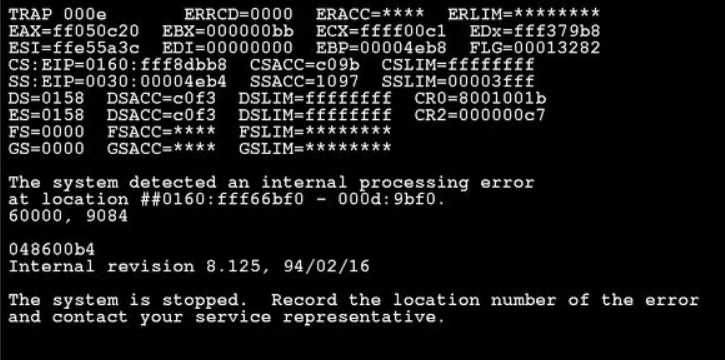 TRAP 000e        ERRCD=0000  ERACC=****  ERLIM=********
EAX=ff050c20  EBX=000000bb  ECX=ffff00c1  EDx=fff379b8
ESI=ffe55a3c  EDI=00000000  EBP=00004eb8  FLG=00013282
CS:EIP=0160:fff8dbb8  CSACC=c09b  CSLIM=ffffffff
SS:EIP=0030:00004eb4  SSACC=1097  SSLIM=00003fff
DS=0158  DSACC=c0f3  DSLIM=ffffffff  CR0=8001001b
ES=0158  DSACC=c0f3  DSLIM=ffffffff  CR2=000000c7
FS=0000  FSACC=****  FSLIM=********
GS=0000  GSACC=****  GSLIM=********
The system detected an internal processing error
at location ##0160:fff66bf0 - 000d:9bf0.
60000, 9084
048600b4
Internal revision 8.125, 94/02/16
The system is stopped.  Record the location number of the error
and contact your service representative.